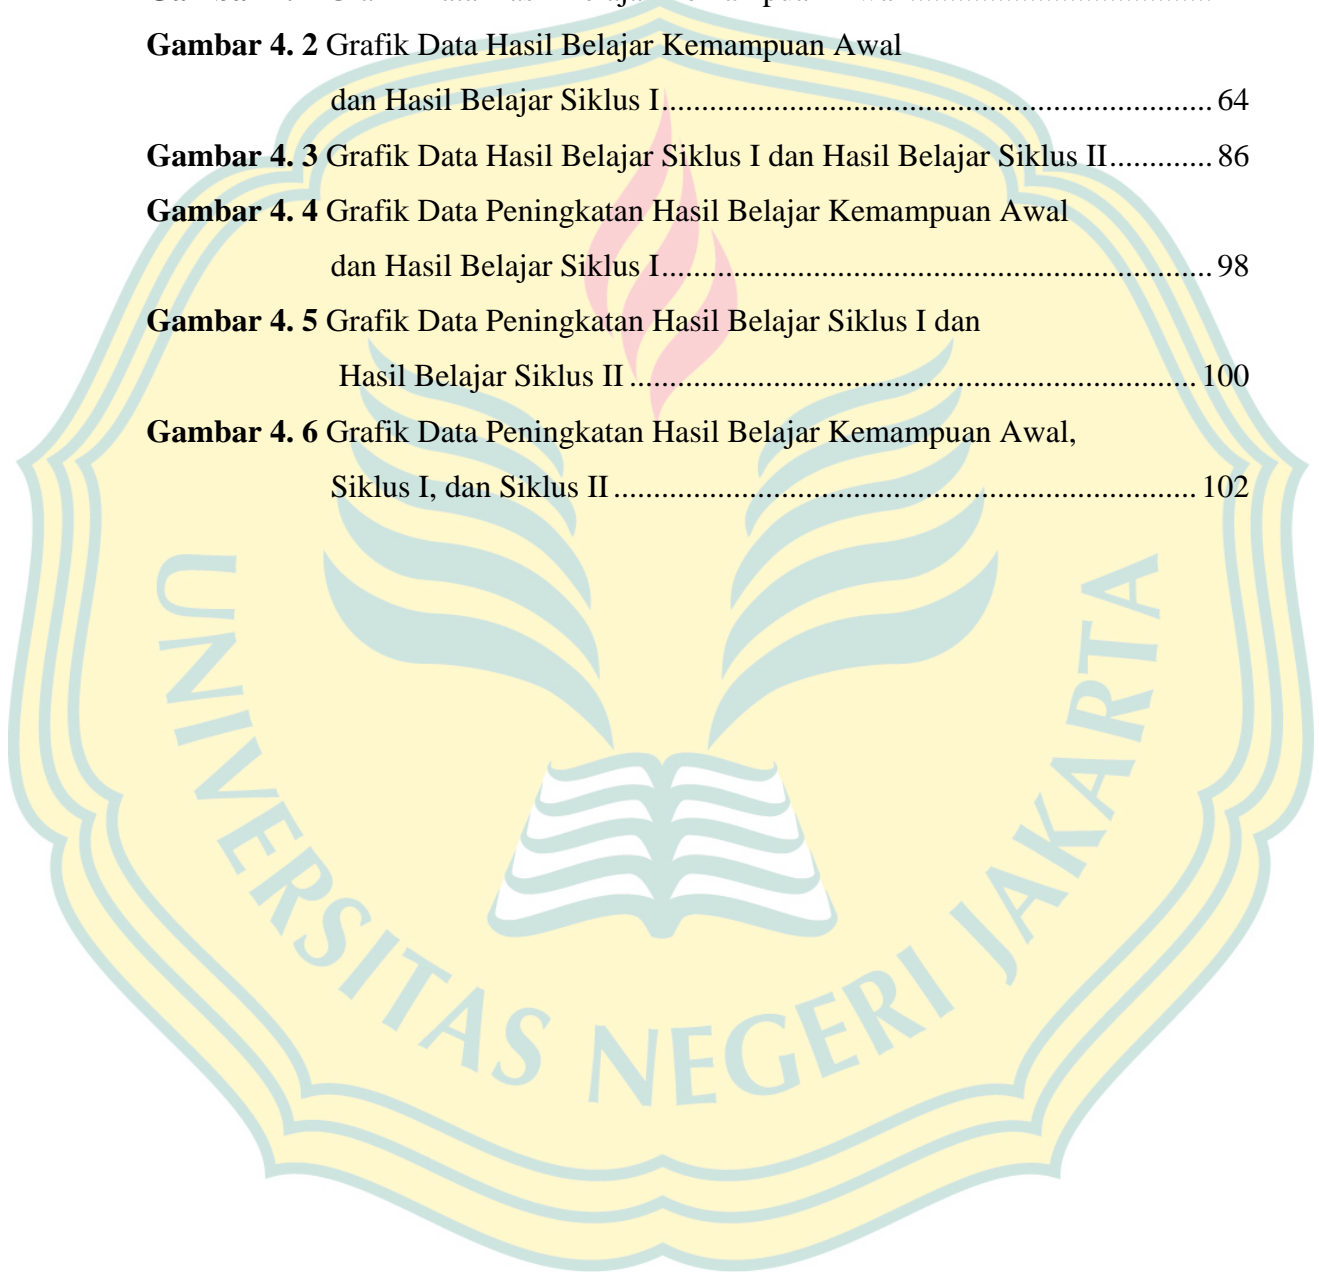 Gambar 4. 2 Grafik Data Hasil Belajar Kemampuan Awal
dan Hasil Belajar Siklus I...................................................................... 64
Gambar 4. 3 Grafik Data Hasil Belajar Siklus I dan Hasil Belajar Siklus II............. 86
Gambar 4. 4 Grafik Data Peningkatan Hasil Belajar Kemampuan Awal
dan Hasil Belajar Siklus I...................................................................... 98
Gambar 4. 5 Grafik Data Peningkatan Hasil Belajar Siklus I dan
Hasil Belajar Siklus II ........................................................................ 100
Gambar 4. 6 Grafik Data Peningkatan Hasil Belajar Kemampuan Awal,
Siklus I, dan Siklus II .......................................................................... 102
UNIVERSITAS NEGERI JAKARTA